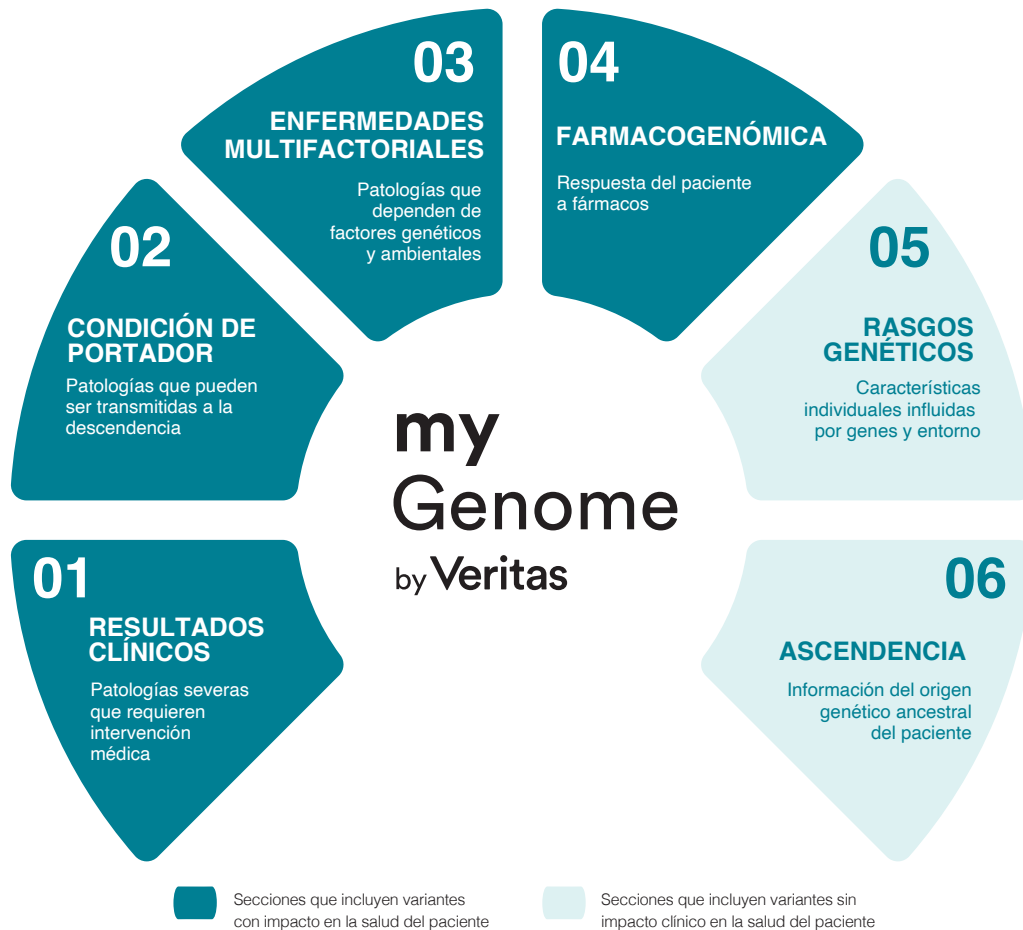 01
RESULTADOS
CLÍNICOS
Patologías severas
que requieren
intervención
médica
02
CONDICIÓN DE
PORTADOR
Patologías que pueden
ser transmitidas a la
descendencia
03
ENFERMEDADES
MULTIFACTORIALES
Patologías que
dependen de
factores genéticos
y ambientales
04
FARMACOGENÓMICA
Respuesta del paciente
a fármacos
05
RASGOS
GENÉTICOS
Características
individuales influidas
por genes y entorno
06
ASCENDENCIA
Información del origen
genético ancestral
del paciente
my
Genome
by Veritas
Secciones que incluyen variantes
con impacto en la salud del paciente
Secciones que incluyen variantes sin
impacto clínico en la salud del paciente